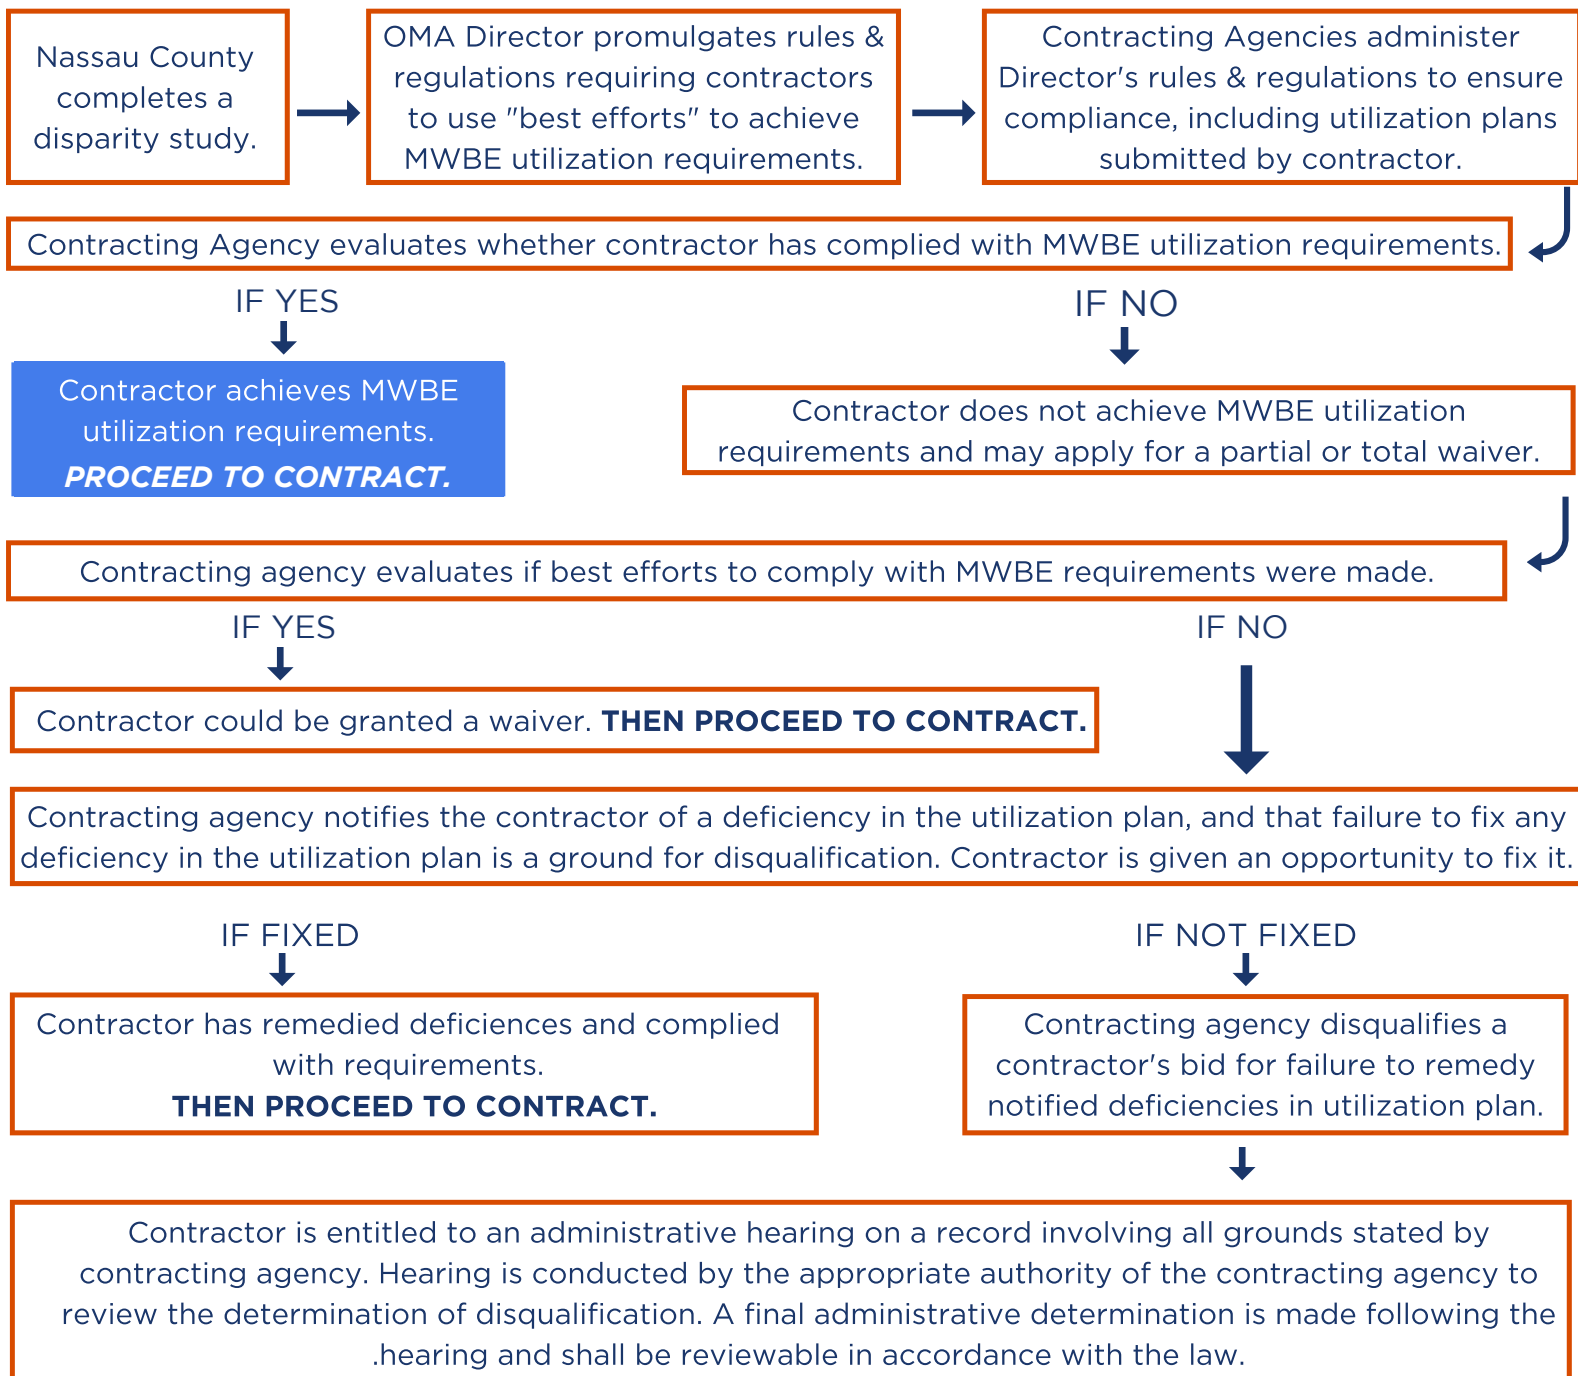 Nassau County
completes a
disparity study.
OMA Director promulgates rules &
regulations requiring contractors
to use "best efforts" to achieve
MWBE utilization requirements.
Contracting Agencies administer
Director's rules & regulations to ensure
compliance, including utilization plans
submitted by contractor.
Contracting Agency evaluates whether contractor has complied with MWBE utilization requirements.
IF YES
Contractor achieves MWBE
utilization requirements.
PROCEED TO CONTRACT.
IF NO
Contractor does not achieve MWBE utilization
requirements and may apply for a partial or total waiver.
Contracting agency evaluates if best efforts to comply with MWBE requirements were made.
IF YES
Contractor could be granted a waiver. THEN PROCEED TO CONTRACT.
IF NO
Contracting agency notifies the contractor of a deficiency in the utilization plan, and that failure to fix any
deficiency in the utilization plan is a ground for disqualification. Contractor is given an opportunity to fix it.
IF FIXED
Contractor has remedied deficiences and complied
with requirements.
THEN PROCEED TO CONTRACT.
IF NOT FIXED
Contracting agency disqualifies a
contractor's bid for failure to remedy
notified deficiencies in utilization plan.
Contractor is entitled to an administrative hearing on a record involving all grounds stated by
contracting agency. Hearing is conducted by the appropriate authority of the contracting agency to
review the determination of disqualification. A final administrative determination is made following the
.hearing and shall be reviewable in accordance with the law.